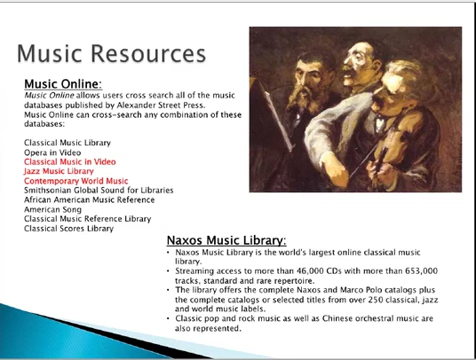 Music Resources
Music Online:
Music Online allows users cross search all of the music
databases published by Alexander Street Press.
Music Online can cross-search any combination of these
databases:
Classical Music Library
Opera in Video
Classical Music in Video
Jazz Music Library
Contemporary World Music
Smithsonian Global Sound for Libraries
African American Music Reference
American Song
Classical Music Reference Library
Classical Scores Library
Naxos Music Library:
• Naxos Music Library is the world's largest online classical music
library.
• Streaming access to more than 46,000 CDs with more than 653,000
tracks, standard and rare repertoire.
• The library offers the complete Naxos and Marco Polo catalogs plus
the complete catalogs or selected titles from over 250 classical, jazz
and world music labels.
• Classic pop and rock music as well as Chinese orchestral music are
also represented.